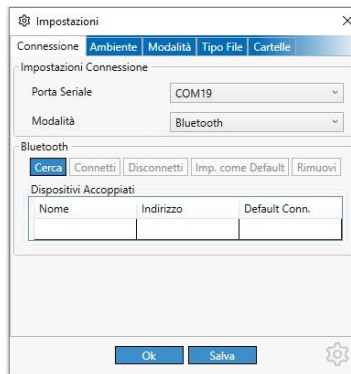 Impostazioni
Connessione Ambiente Modalità Tipo File Cartelle
Impostazioni Connessione
Porta Seriale COM19
Modalità Bluetooth
Bluetooth
Cerca Connetti Disconnetti Imp. come Default Rimuovi
Dispositivi Accoppiati
Nome Indirizzo Default Conn.
Ok Salva